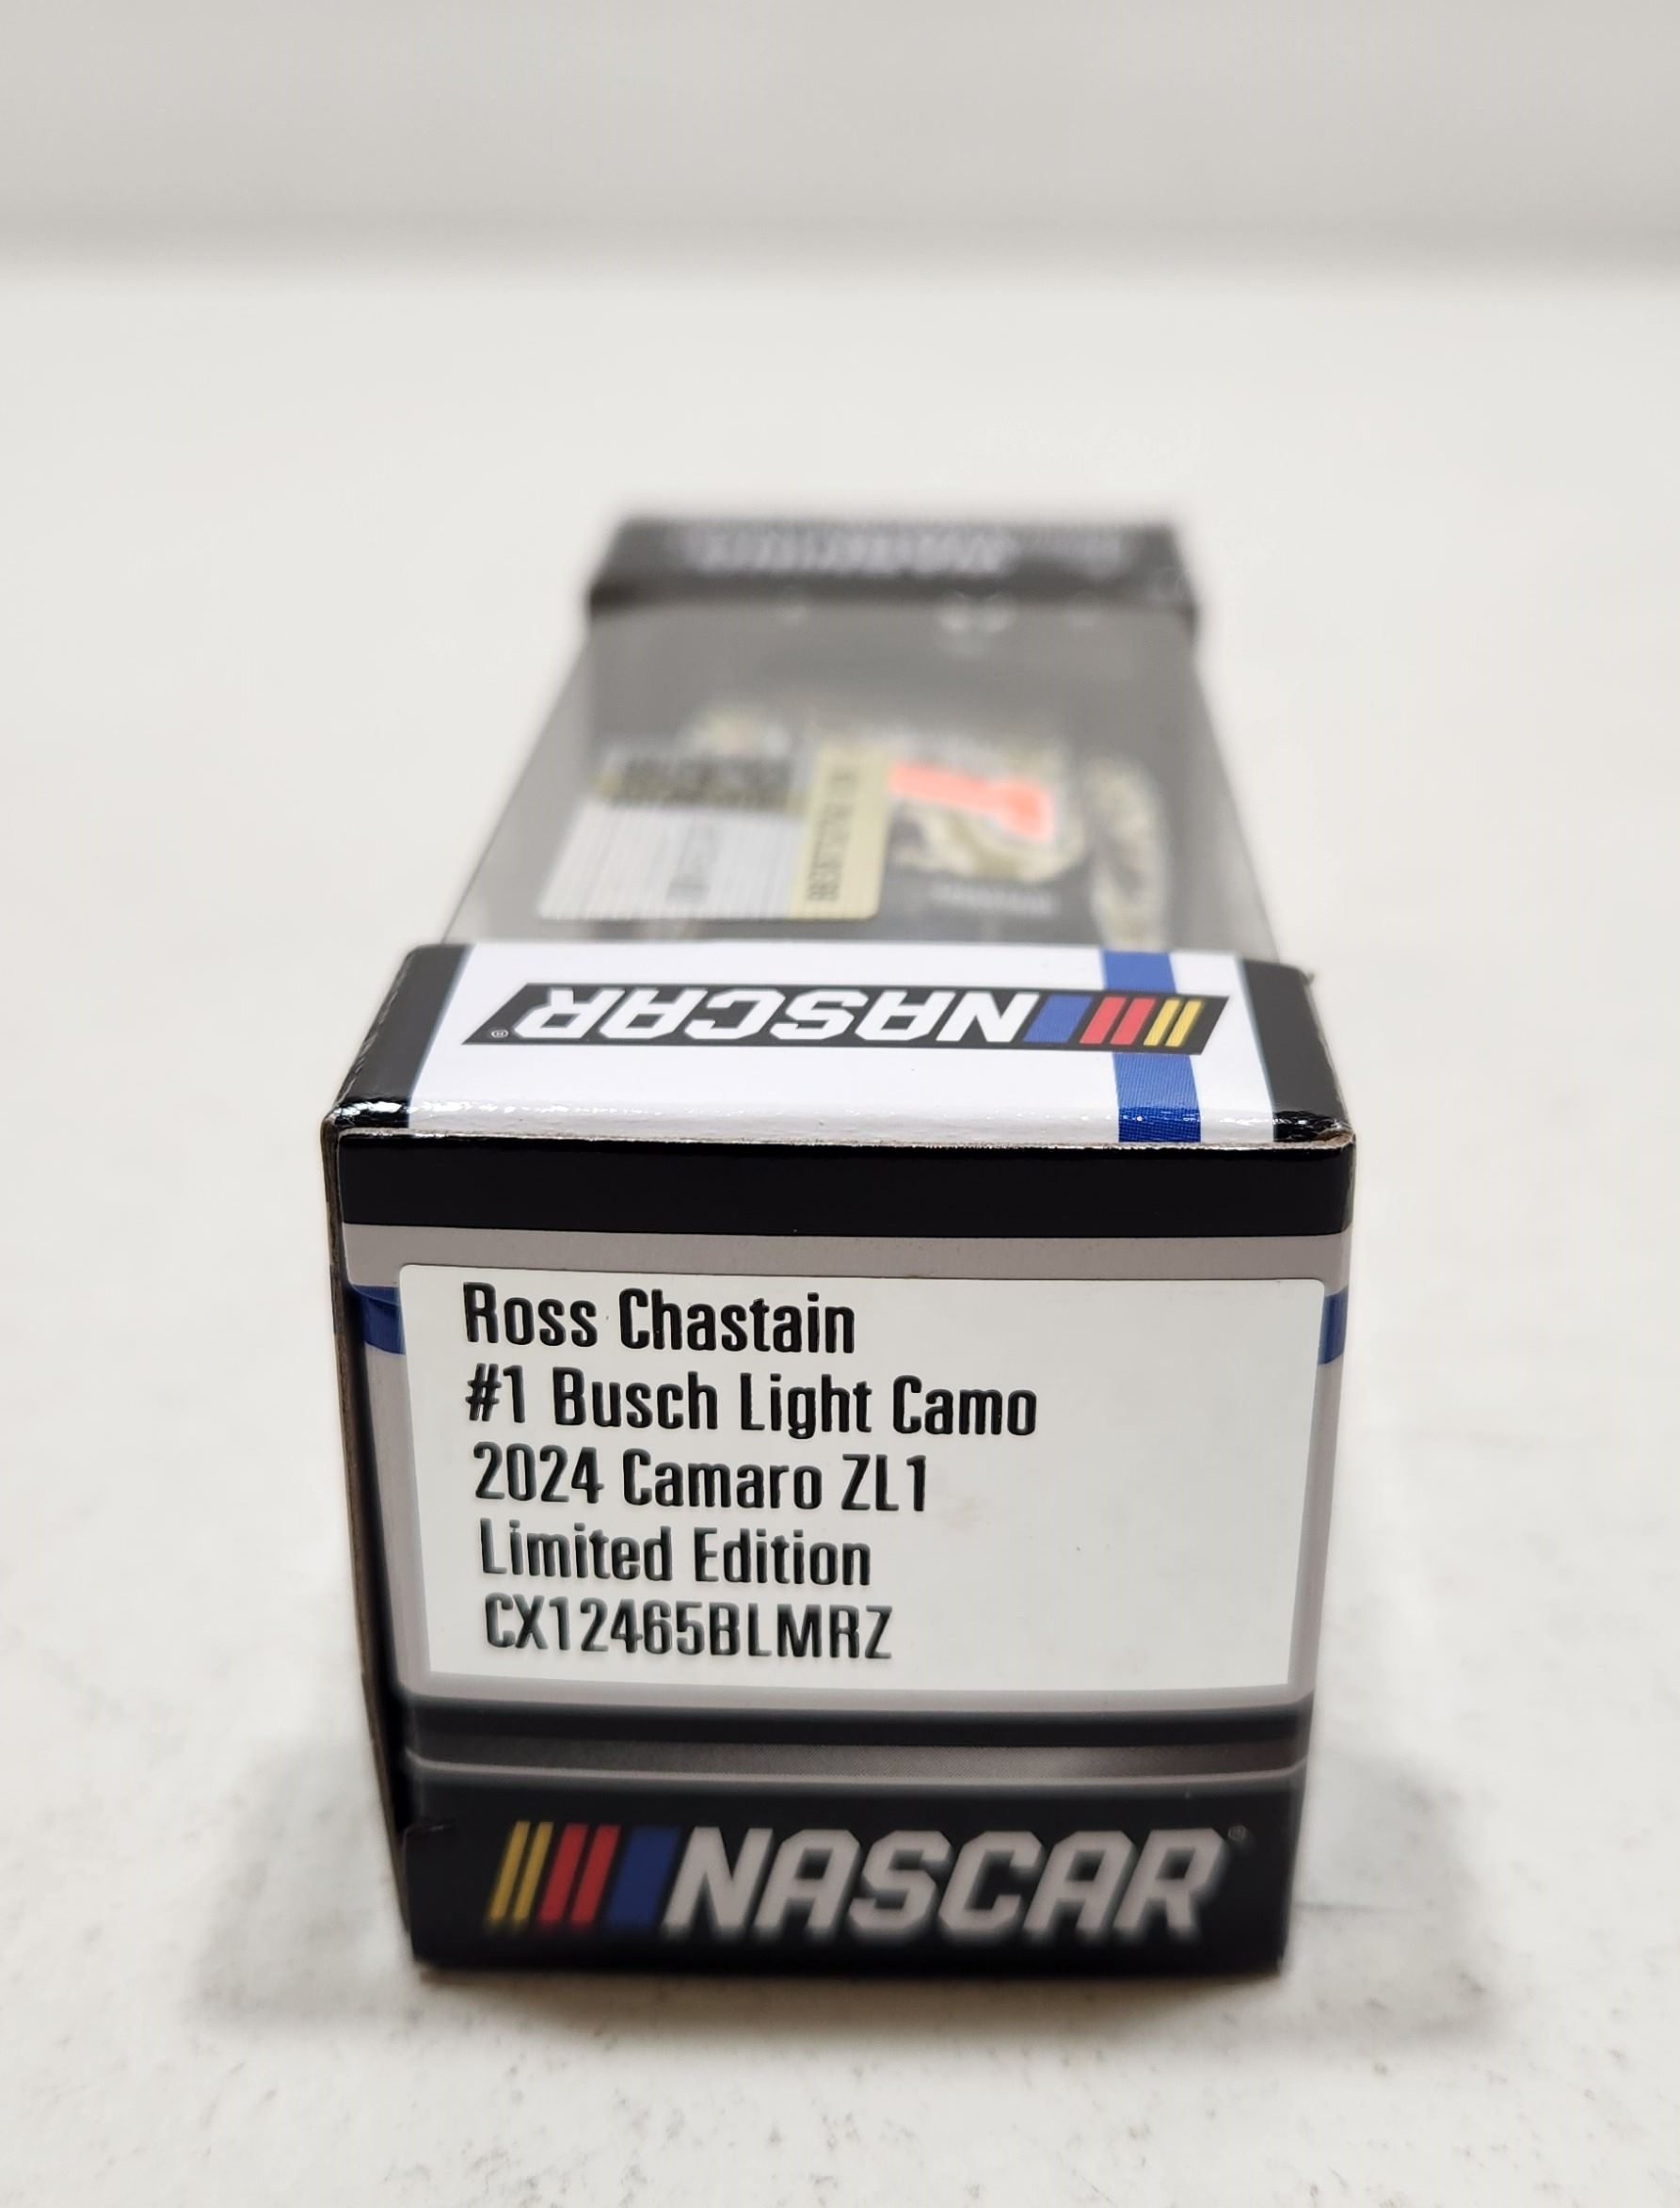 NASCAR®
Ross Chastain
#1 Busch Light Camo
2024 Camaro ZL1
Limited Edition
CX12465BLMRZ
NASCAR®